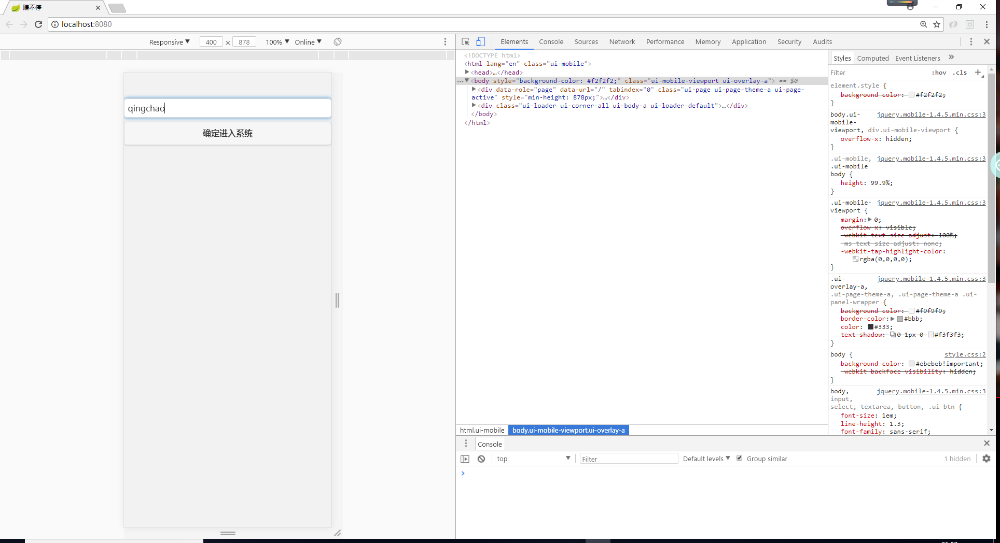 赚不停
localhost:8080
Responsive 400 × 878 100% Online
qingchao
确定进入系统
Elements Console Sources Network Performance Memory Application Security Audits
<!DOCTYPE html>
<html lang="en" class="ui-mobile">
<head>…</head>
<body style="background-color: #f2f2f2;" class="ui-mobile-viewport ui-overlay-a"> == $0
<div data-role="page" data-url="/" tabindex="0" class="ui-page ui-page-theme-a ui-page-
active" style="min-height: 878px;">…</div>
<div class="ui-loader ui-corner-all ui-body-a ui-loader-default">…</div>
</body>
</html>
html.ui-mobile body.ui-mobile-viewport.ui-overlay-a
Styles Computed Event Listeners »
Filter :hov .cls +
element.style {
background-color: #f2f2f2;
}
body.ui- jquery.mobile-1.4.5.min.css:3
mobile-
viewport, div.ui-mobile-viewport {
overflow-x: hidden;
}
.ui-mobile, jquery.mobile-1.4.5.min.css:3
.ui-mobile
body {
height: 99.9%;
}
.ui-mobile- jquery.mobile-1.4.5.min.css:3
viewport {
margin: 0;
overflow-x: visible;
-webkit-text-size-adjust: 100%;
-ms-text-size-adjust: none;
-webkit-tap-highlight-color:
rgba(0,0,0,0);
}
.ui- jquery.mobile-1.4.5.min.css:3
overlay-a,
.ui-page-theme-a, .ui-page-theme-a .ui-
panel-wrapper {
background-color: #f9f9f9;
border-color: #bbb;
color: #333;
text-shadow: 0 1px 0 #f3f3f3;
}
body { style.css:2
background-color: #ebebeb!important;
-webkit-backface-visibility: hidden;
}
body, jquery.mobile-1.4.5.min.css:3
input,
select, textarea, button, .ui-btn {
font-size: 1em;
line-height: 1.3;
font-family: sans-serif;
Console
top Filter Default levels Group similar 1 hidden